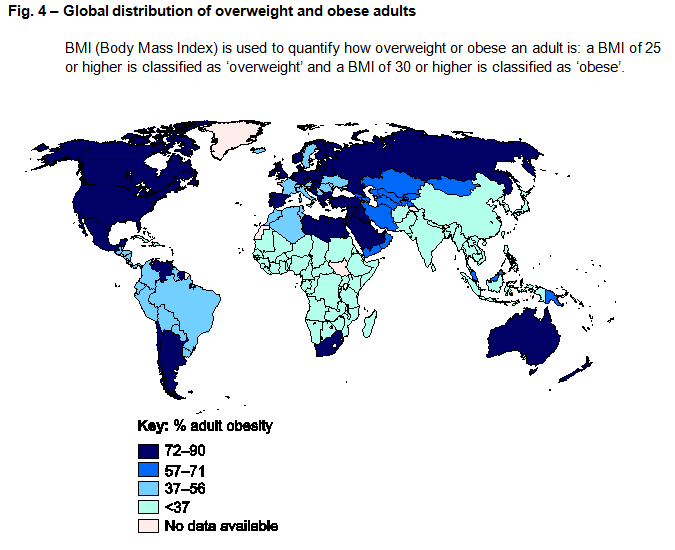 Fig. 4 – Global distribution of overweight and obese adults
BMI (Body Mass Index) is used to quantify how overweight or obese an adult is: a BMI of 25
or higher is classified as ‘overweight’ and a BMI of 30 or higher is classified as ‘obese’.
Key: % adult obesity
72–90
57–71
37–56
<37
No data available